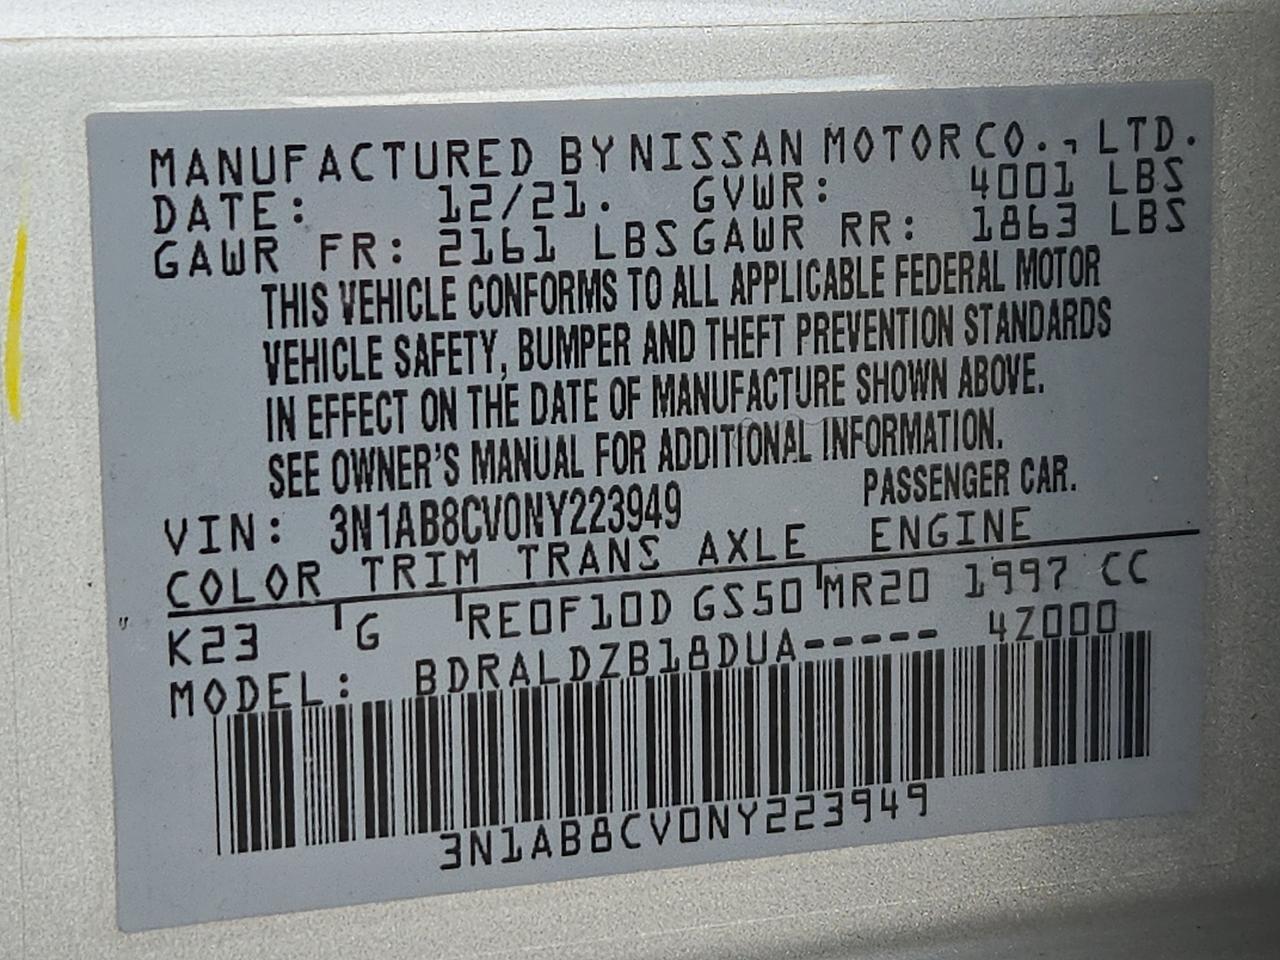 MANUFACTURED BY NISSAN MOTOR CO., LTD.
DATE: 12/21. GVWR: 4001 LBS
GAWR FR: 2161 LBS GAWR RR: 1863 LBS
THIS VEHICLE CONFORMS TO ALL APPLICABLE FEDERAL MOTOR
VEHICLE SAFETY, BUMPER AND THEFT PREVENTION STANDARDS
IN EFFECT ON THE DATE OF MANUFACTURE SHOWN ABOVE.
SEE OWNER'S MANUAL FOR ADDITIONAL INFORMATION.
VIN: 3N1AB8CV0NY223949 PASSENGER CAR.
COLOR TRIM TRANS AXLE ENGINE
K23 G RE0F10D GS50 MR20 1997 CC
MODEL: BDRALDZB18DUA----- 4Z000
3N1AB8CV0NY223949